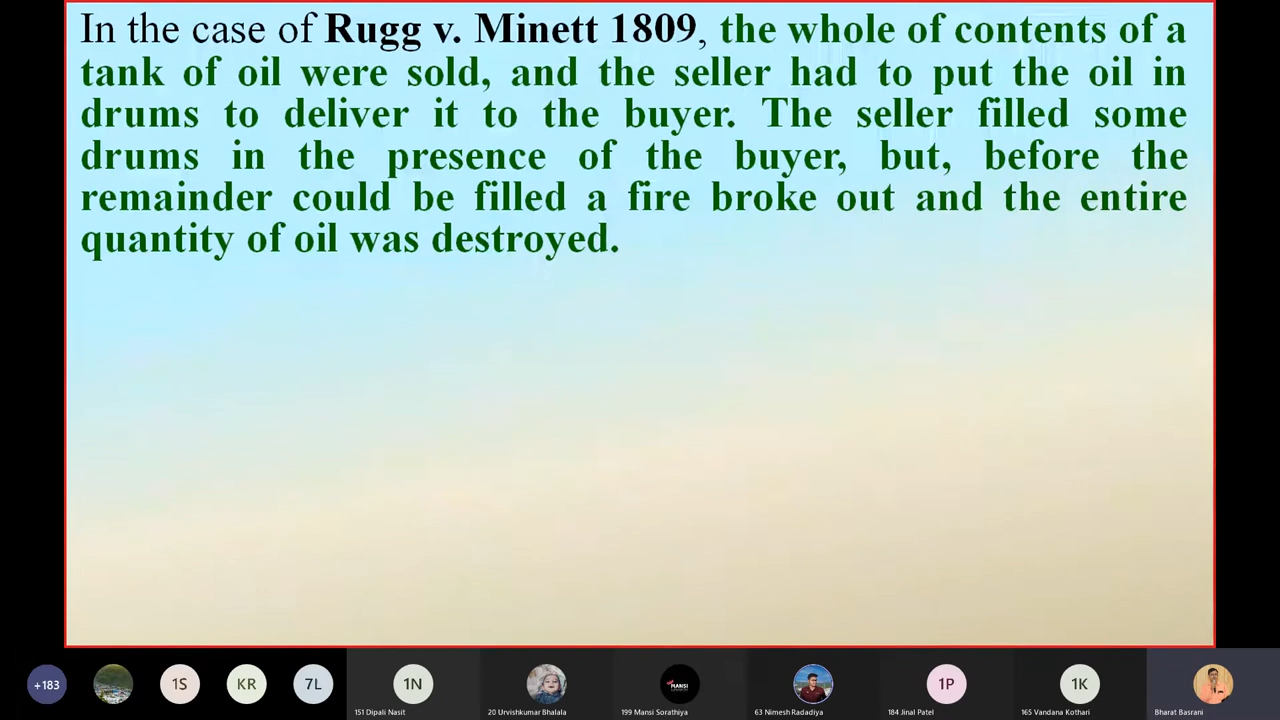 In the case of Rugg v. Minett 1809, the whole of contents of a
tank of oil were sold, and the seller had to put the oil in
drums to deliver it to the buyer. The seller filled some
drums in the presence of the buyer, but, before the
remainder could be filled a fire broke out and the entire
quantity of oil was destroyed.
+183
1S
KR
7L
1N
MANSI
1P
1K
151 Dipali Nasit
20 Urvishkumar Bhalala
199 Mansi Sorathiya
63 Nimesh Radadiya
184 Jinal Patel
165 Vandana Kothari
Bharat Basrani